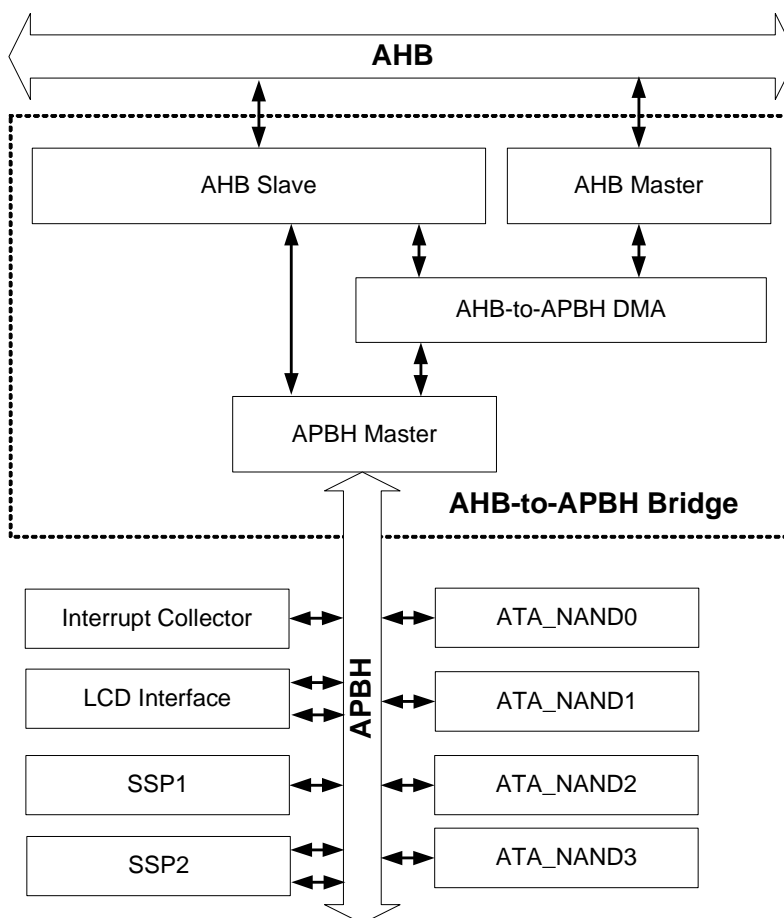 AHB
AHB Slave
AHB Master
AHB-to-APBH DMA
APBH Master
AHB-to-APBH Bridge
APBH
Interrupt Collector
ATA_NAND0
LCD Interface
ATA_NAND1
SSP1
ATA_NAND2
SSP2
ATA_NAND3